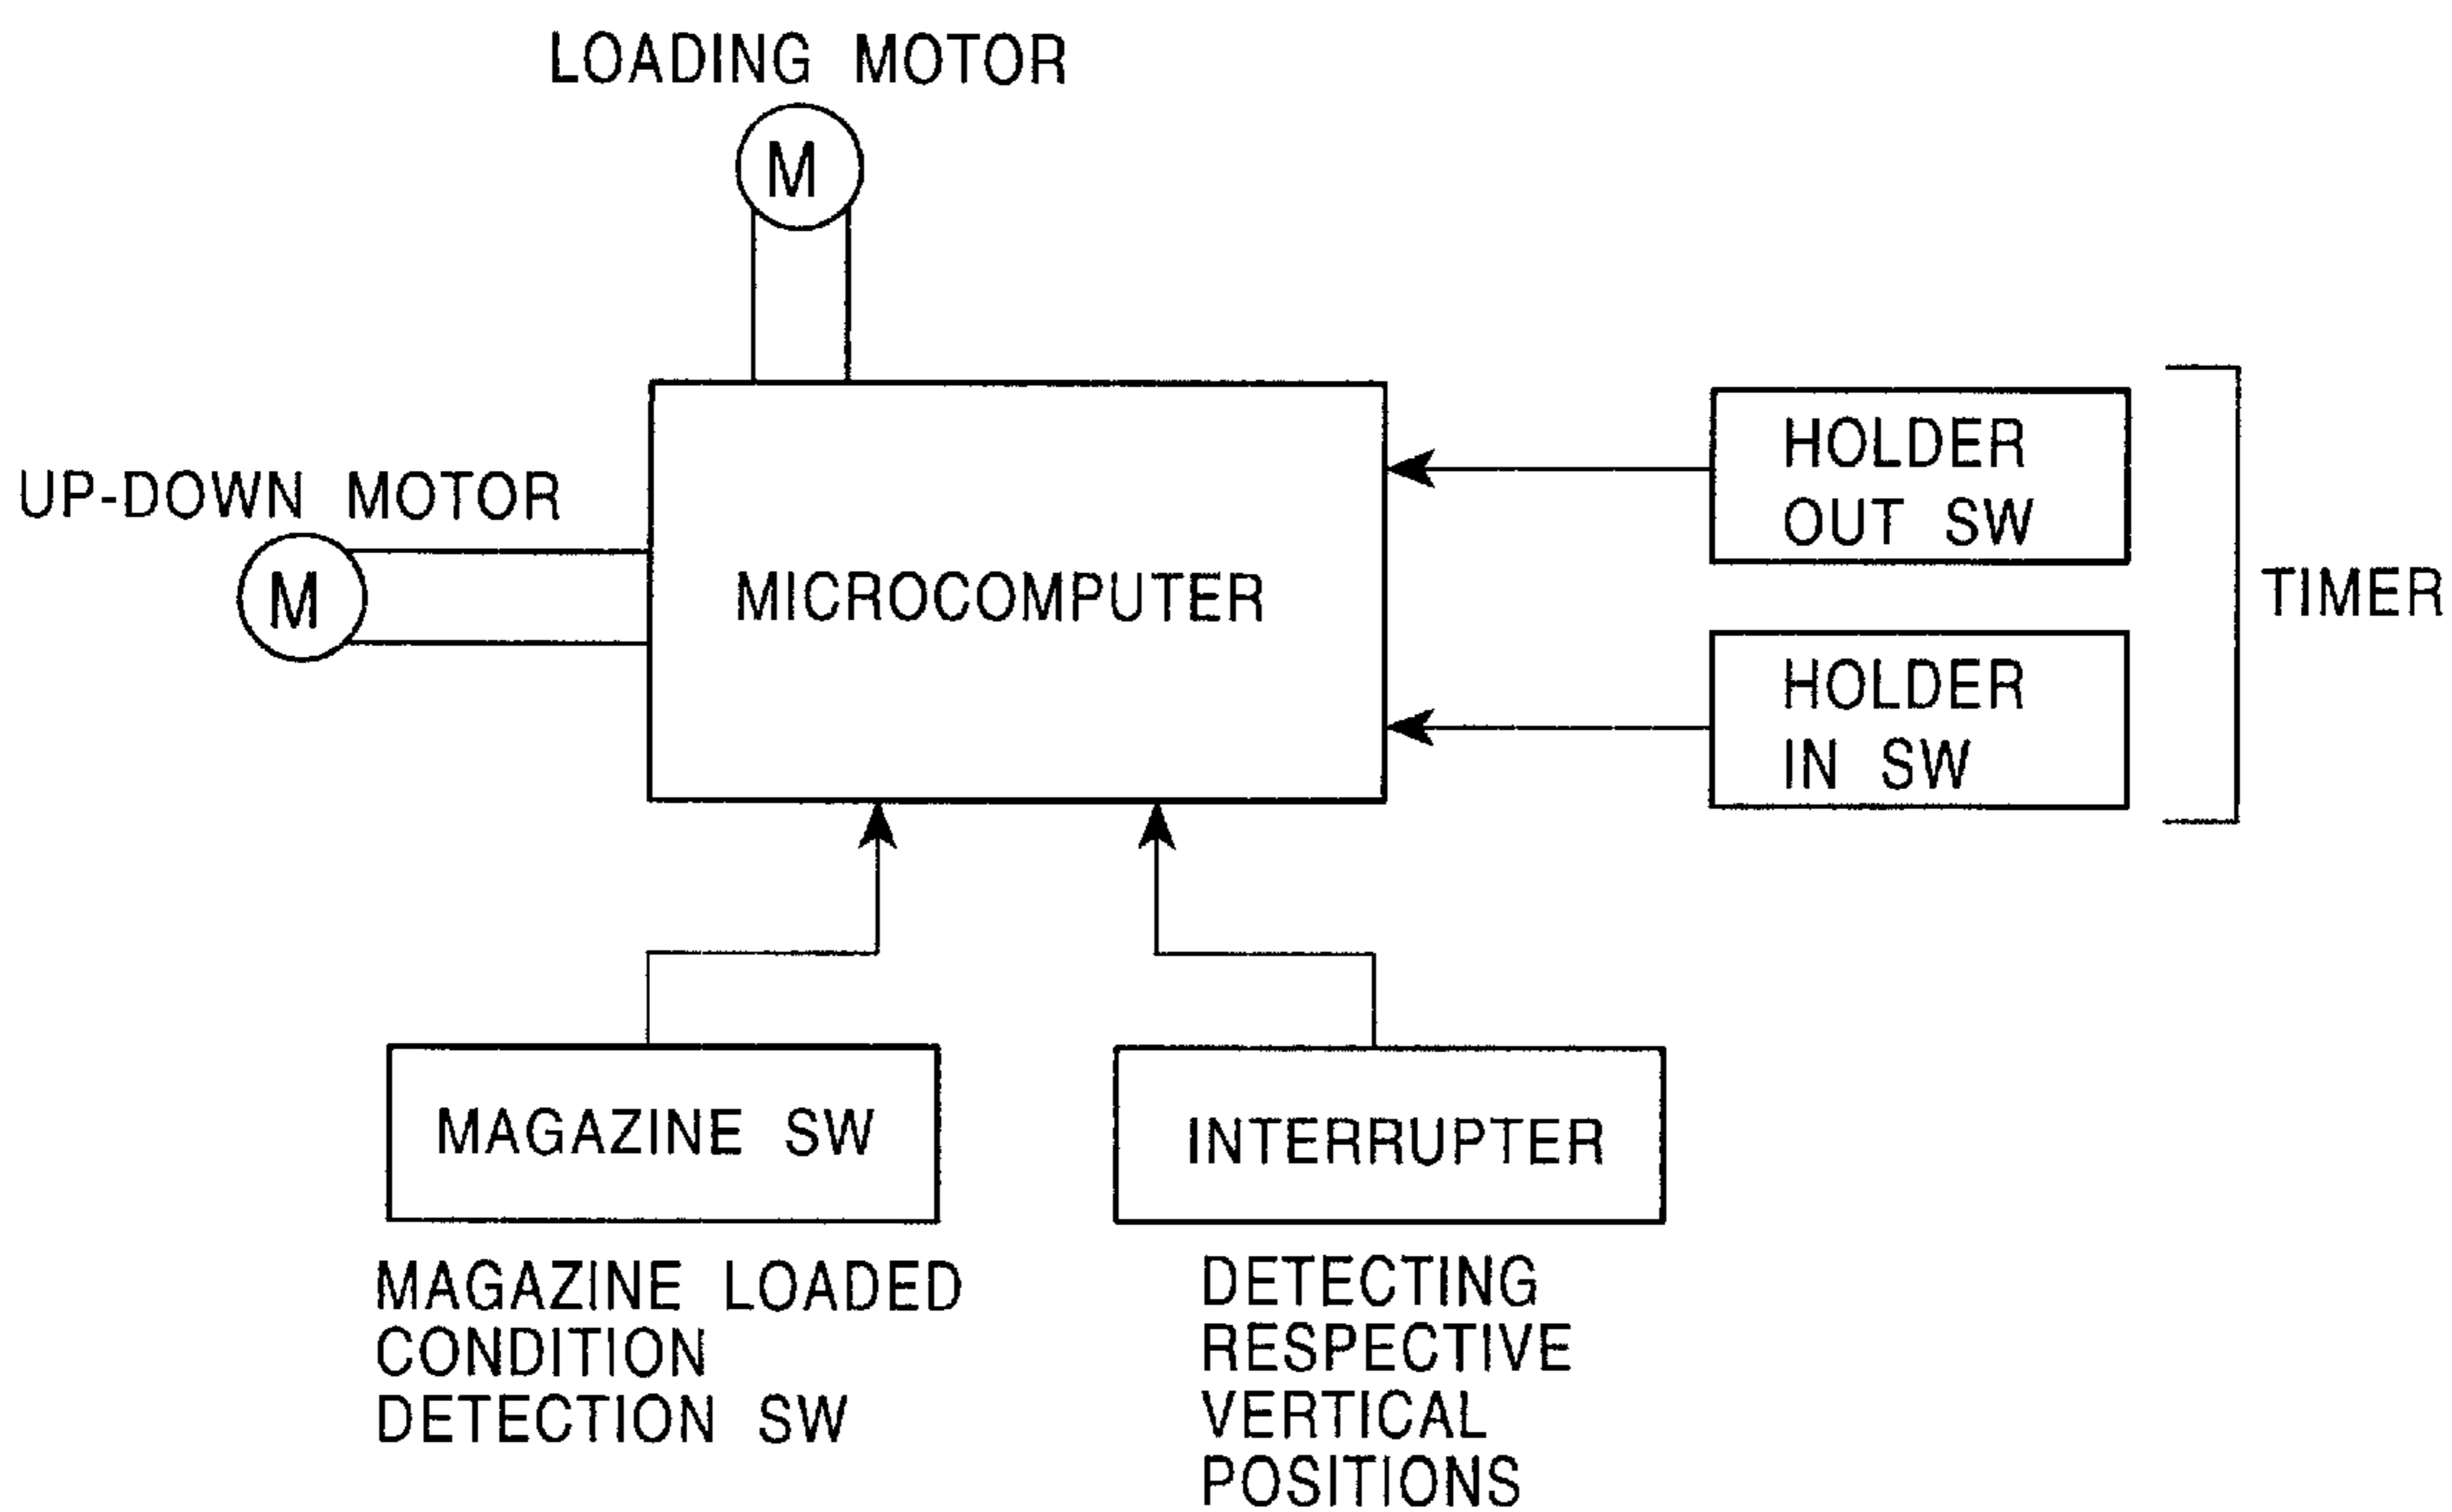 LOADING MOTOR
M
UP-DOWN MOTOR
M
MICROCOMPUTER
HOLDER
OUT SW
HOLDER
IN SW
TIMER
MAGAZINE SW
INTERRUPTER
MAGAZINE LOADED
CONDITION
DETECTION SW
DETECTING
RESPECTIVE
VERTICAL
POSITIONS